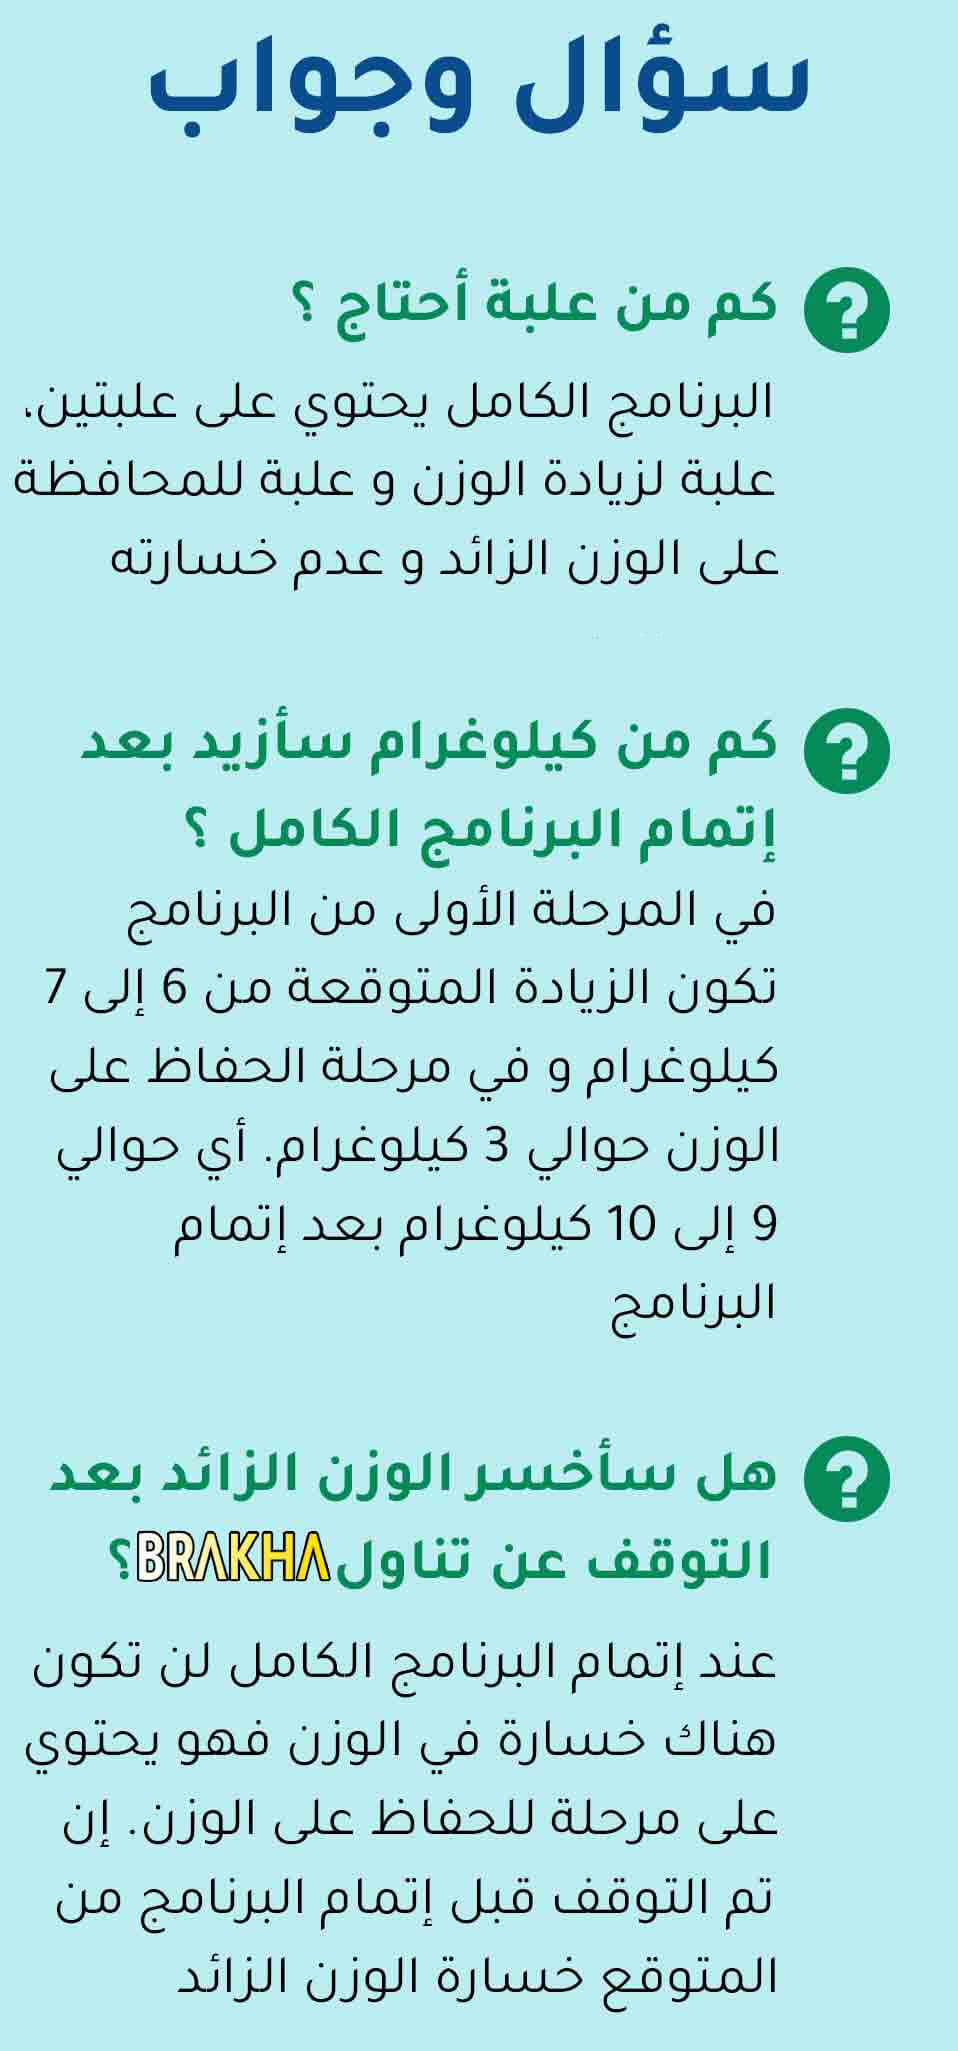 سؤال وجواب
كم من علبة أحتاج ؟
البرنامج الكامل يحتوي على علبتين،
علبة لزيادة الوزن و علبة للمحافظة
على الوزن الزائد و عدم خسارته
كم من كيلوغرام سأزيد بعد
إتمام البرنامج الكامل ؟
في المرحلة الأولى من البرنامج
تكون الزيادة المتوقعة من 6 إلى 7
كيلوغرام و في مرحلة الحفاظ على
الوزن حوالي 3 كيلوغرام. أي حوالي
9 إلى 10 كيلوغرام بعد إتمام
البرنامج
هل سأخسر الوزن الزائد بعد
التوقف عن تناول BRAKHA؟
عند إتمام البرنامج الكامل لن تكون
هناك خسارة في الوزن فهو يحتوي
على مرحلة للحفاظ على الوزن. إن
تم التوقف قبل إتمام البرنامج من
المتوقع خسارة الوزن الزائد